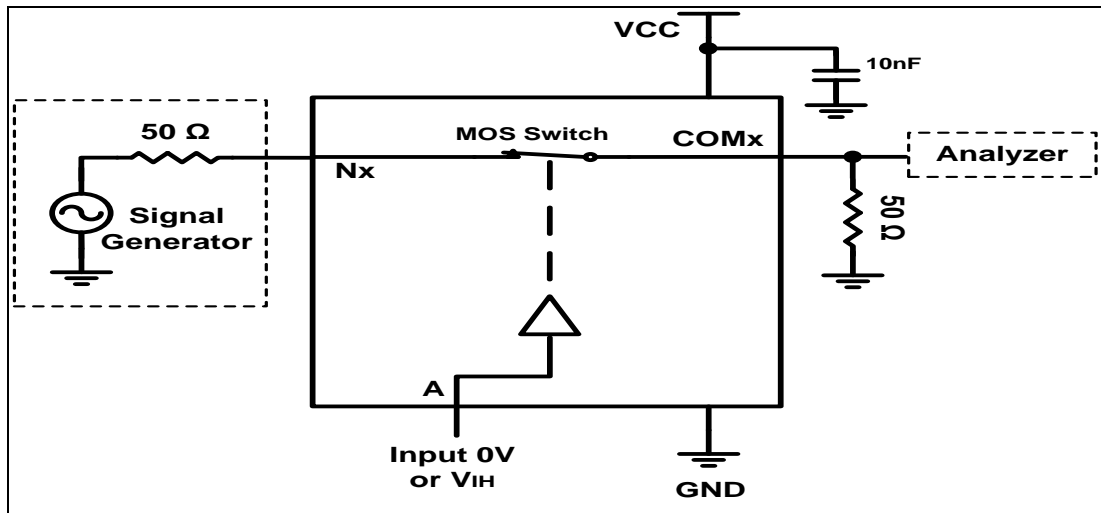 VCC
10nF
50 Ω
MOS Switch
COMx
Analyzer
Nx
Signal
Generator
50 Ω
A
Input 0V
or VIH
GND